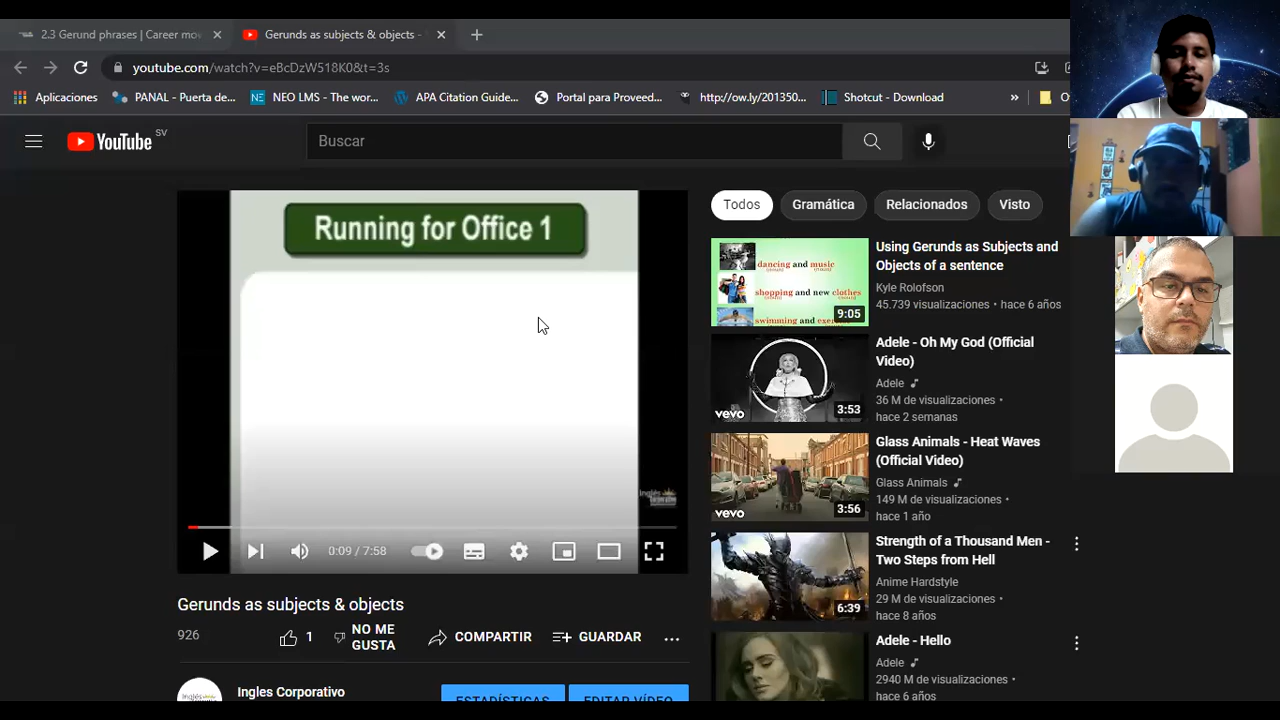 2.3 Gerund phrases | Career mov
Gerunds as subjects & objects -
youtube.com/watch?v=eBcDzW518K0&t=3s
Aplicaciones
PANAL - Puerta de...
NEO LMS - The wor...
APA Citation Guide...
Portal para Proveed...
http://ow.ly/201350...
Shotcut - Download
»
YouTube SV
Buscar
Running for Office 1
Inglés Corporativo
0:09 / 7:58
Gerunds as subjects & objects
926
1
NO ME GUSTA
COMPARTIR
GUARDAR
Ingles Corporativo
ESTADÍSTICAS
EDITAR VÍDEO
Todos
Gramática
Relacionados
Visto
dancing and music
shopping and new clothes
9:05
Using Gerunds as Subjects and
Objects of a sentence
Kyle Rolofson
45.739 visualizaciones • hace 6 años
vevo
3:53
Adele - Oh My God (Official
Video)
Adele
36 M de visualizaciones •
hace 2 semanas
vevo
3:56
Glass Animals - Heat Waves
(Official Video)
Glass Animals
149 M de visualizaciones •
hace 1 año
6:39
Strength of a Thousand Men -
Two Steps from Hell
Anime Hardstyle
29 M de visualizaciones •
hace 8 años
Adele - Hello
Adele
2940 M de visualizaciones •
hace 6 años